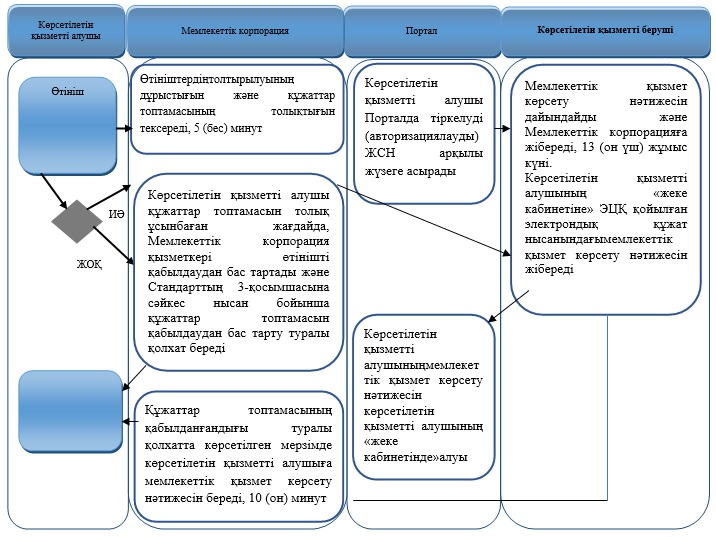 Көрсетілетін
қызметті алушы
Мемлекеттік корпорация
Портал
Көрсетілетін қызметті беруші
Өтініш
ИӘ
ЖОҚ
Өтініштердіңтолтырылуының
дұрыстығын және құжаттар
топтамасының толықтығын
тексереді, 5 (бес) минут
Көрсетілетін қызметті алушы
құжаттар топтамасын толық
ұсынбаған жағдайда,
Мемлекеттік корпорация
қызметкері өтінішті
қабылдаудан бас тартады және
Стандарттың 3-қосымшасына
сәйкес нысан бойынша
құжаттар топтамасын
қабылдаудан бас тарту туралы
қолхат береді
Құжаттар топтамасының
қабылданғандығы туралы
қолхатта көрсетілген мерзімде
көрсетілетін қызметті алушыға
мемлекеттік қызмет көрсету
нәтижесін береді, 10 (он) минут
Көрсетілетін
қызметті алушы
Порталда тіркелуді
(авторизациялауды)
ЖСН арқылы
жүзеге асырады
Көрсетілетін
қызметті
алушыныңмемлекет
тік қызмет көрсету
нәтижесін
көрсетілетін
қызметті алушының
«жеке
кабинетінде»алуы
Мемлекеттік қызмет
көрсету нәтижесін
дайындайды және
Мемлекеттік корпорацияға
жібереді, 13 (он үш) жұмыс
күні.
Көрсетілетін қызметті
алушының «жеке
кабинетіне» ЭЦҚ қойылған
электрондық құжат
нысанындағымемлекеттік
қызмет көрсету нәтижесін
жібереді